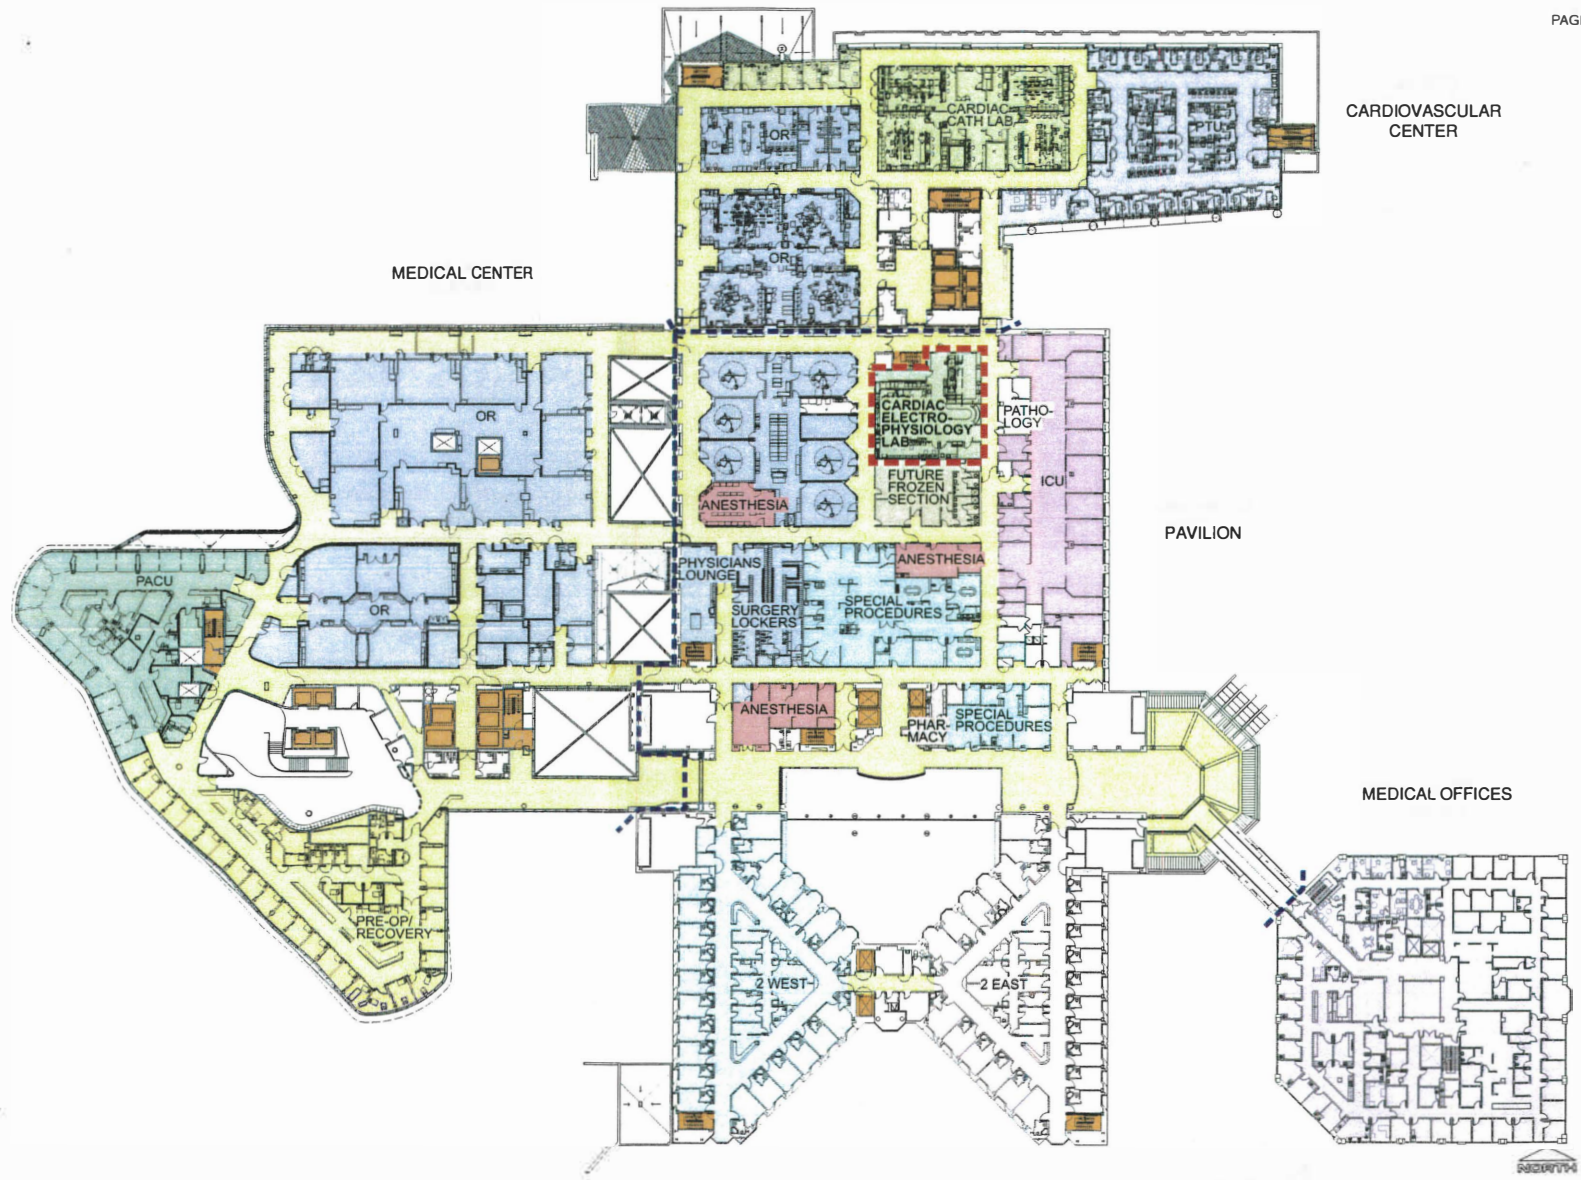 PAGE
CARDIOVASCULAR
CENTER
CARDIAC
CATH LAB
OR
PTU
OR
MEDICAL CENTER
OR
CARDIAC
ELECTRO-
PHYSIOLOGY
LAB
PATHO-
LOGY
FUTURE
FROZEN
SECTION
ICU
ANESTHESIA
PAVILION
PACU
OR
PHYSICIANS
LOUNGE
SURGERY
LOCKERS
SPECIAL
PROCEDURES
ANESTHESIA
ANESTHESIA
PHAR-
MACY
SPECIAL
PROCEDURES
MEDICAL OFFICES
PRE-OP/
RECOVERY
2 WEST
2 EAST
NORTH